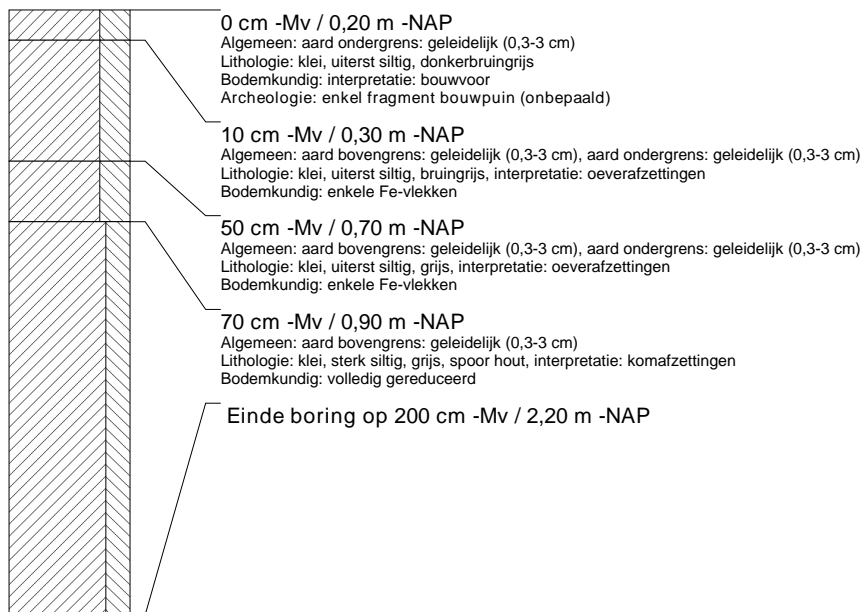 0 cm -Mv / 0,20 m -NAP
Algemeen: aard ondergrens: geleidelijk (0,3-3 cm)
Lithologie: klei, uiterst siltig, donkerbruingrijs
Bodemkundig: interpretatie: bouwvoor
Archeologie: enkel fragment bouwpuin (onbepaald)
10 cm -Mv / 0,30 m -NAP
Algemeen: aard bovengrens: geleidelijk (0,3-3 cm), aard ondergrens: geleidelijk (0,3-3 cm)
Lithologie: klei, uiterst siltig, bruingrijs, interpretatie: oeverafzettingen
Bodemkundig: enkele Fe-vlekken
50 cm -Mv / 0,70 m -NAP
Algemeen: aard bovengrens: geleidelijk (0,3-3 cm), aard ondergrens: geleidelijk (0,3-3 cm)
Lithologie: klei, uiterst siltig, grijs, interpretatie: oeverafzettingen
Bodemkundig: enkele Fe-vlekken
70 cm -Mv / 0,90 m -NAP
Algemeen: aard bovengrens: geleidelijk (0,3-3 cm)
Lithologie: klei, sterk siltig, grijs, spoor hout, interpretatie: komafzettingen
Bodemkundig: volledig gereduceerd
Einde boring op 200 cm -Mv / 2,20 m -NAP